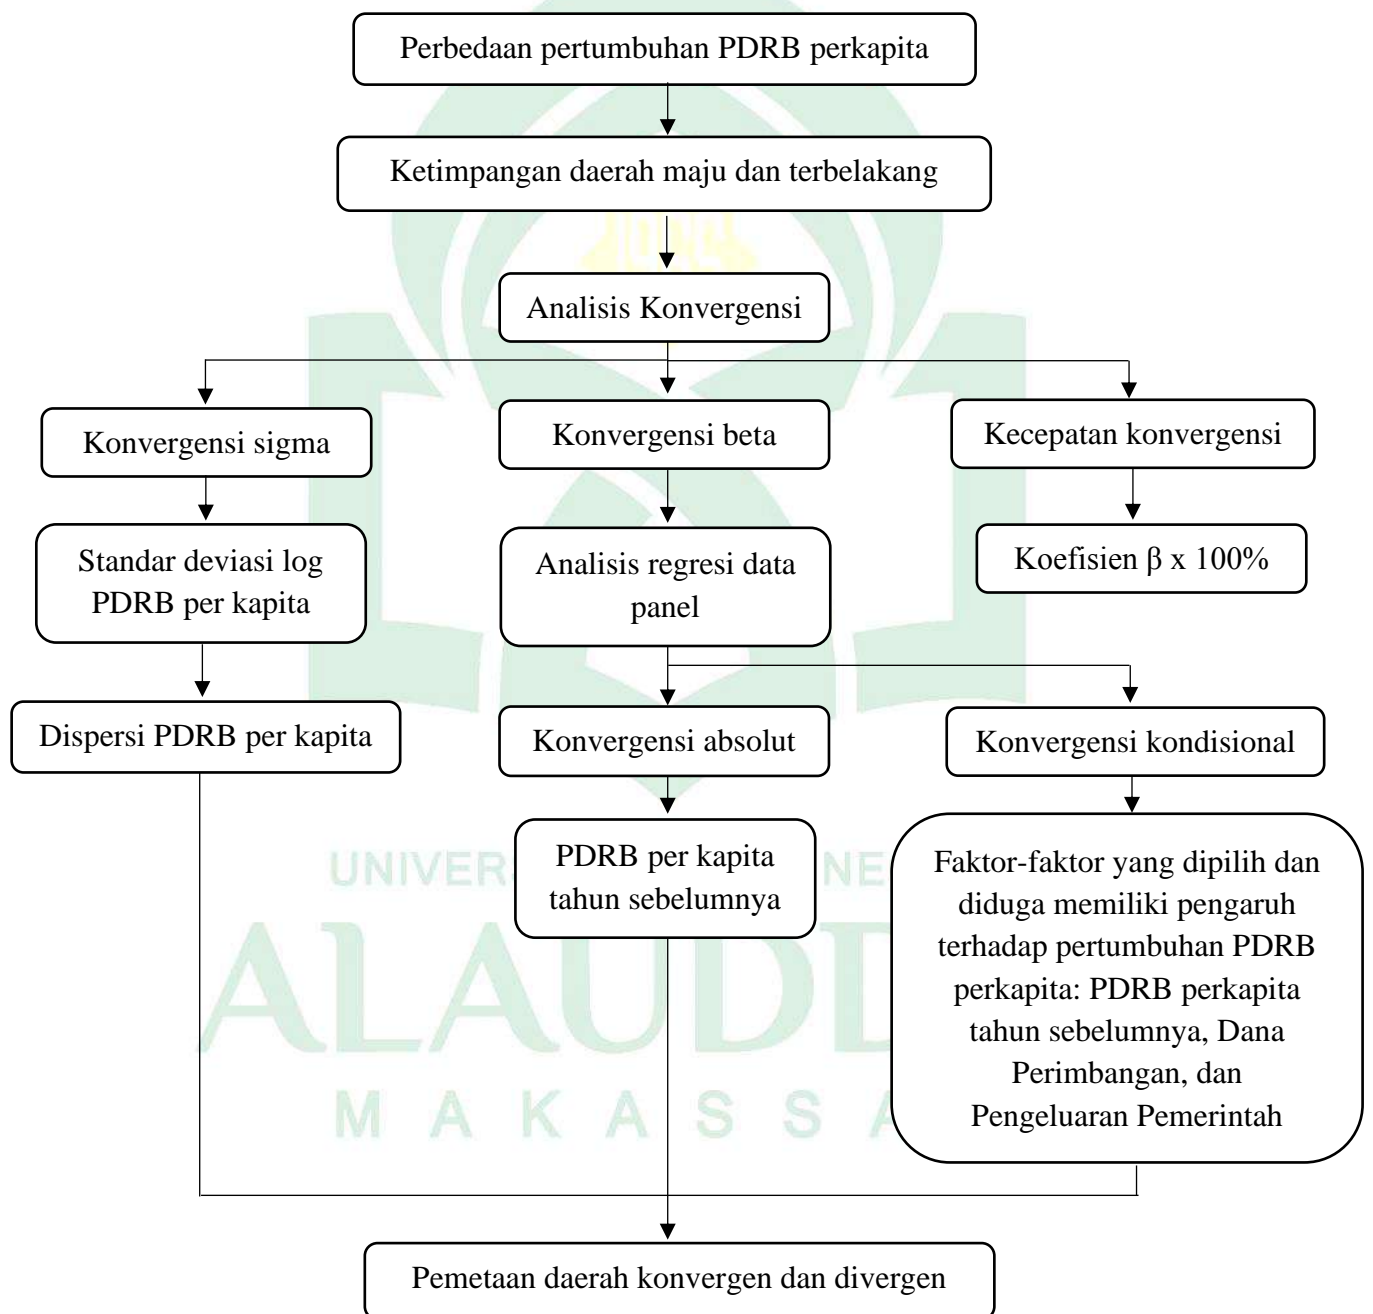 Perbedaan pertumbuhan PDRB perkapita
Ketimpangan daerah maju dan terbelakang
Analisis Konvergensi
Konvergensi sigma
Konvergensi beta
Kecepatan konvergensi
Standar deviasi log
PDRB per kapita
Analisis regresi data
panel
Koefisien β x 100%
Dispersi PDRB per kapita
Konvergensi absolut
Konvergensi kondisional
PDRB per kapita
tahun sebelumnya
Faktor-faktor yang dipilih dan
diduga memiliki pengaruh
terhadap pertumbuhan PDRB
perkapita: PDRB perkapita
tahun sebelumnya, Dana
Perimbangan, dan
Pengeluaran Pemerintah
Pemetaan daerah konvergen dan divergen